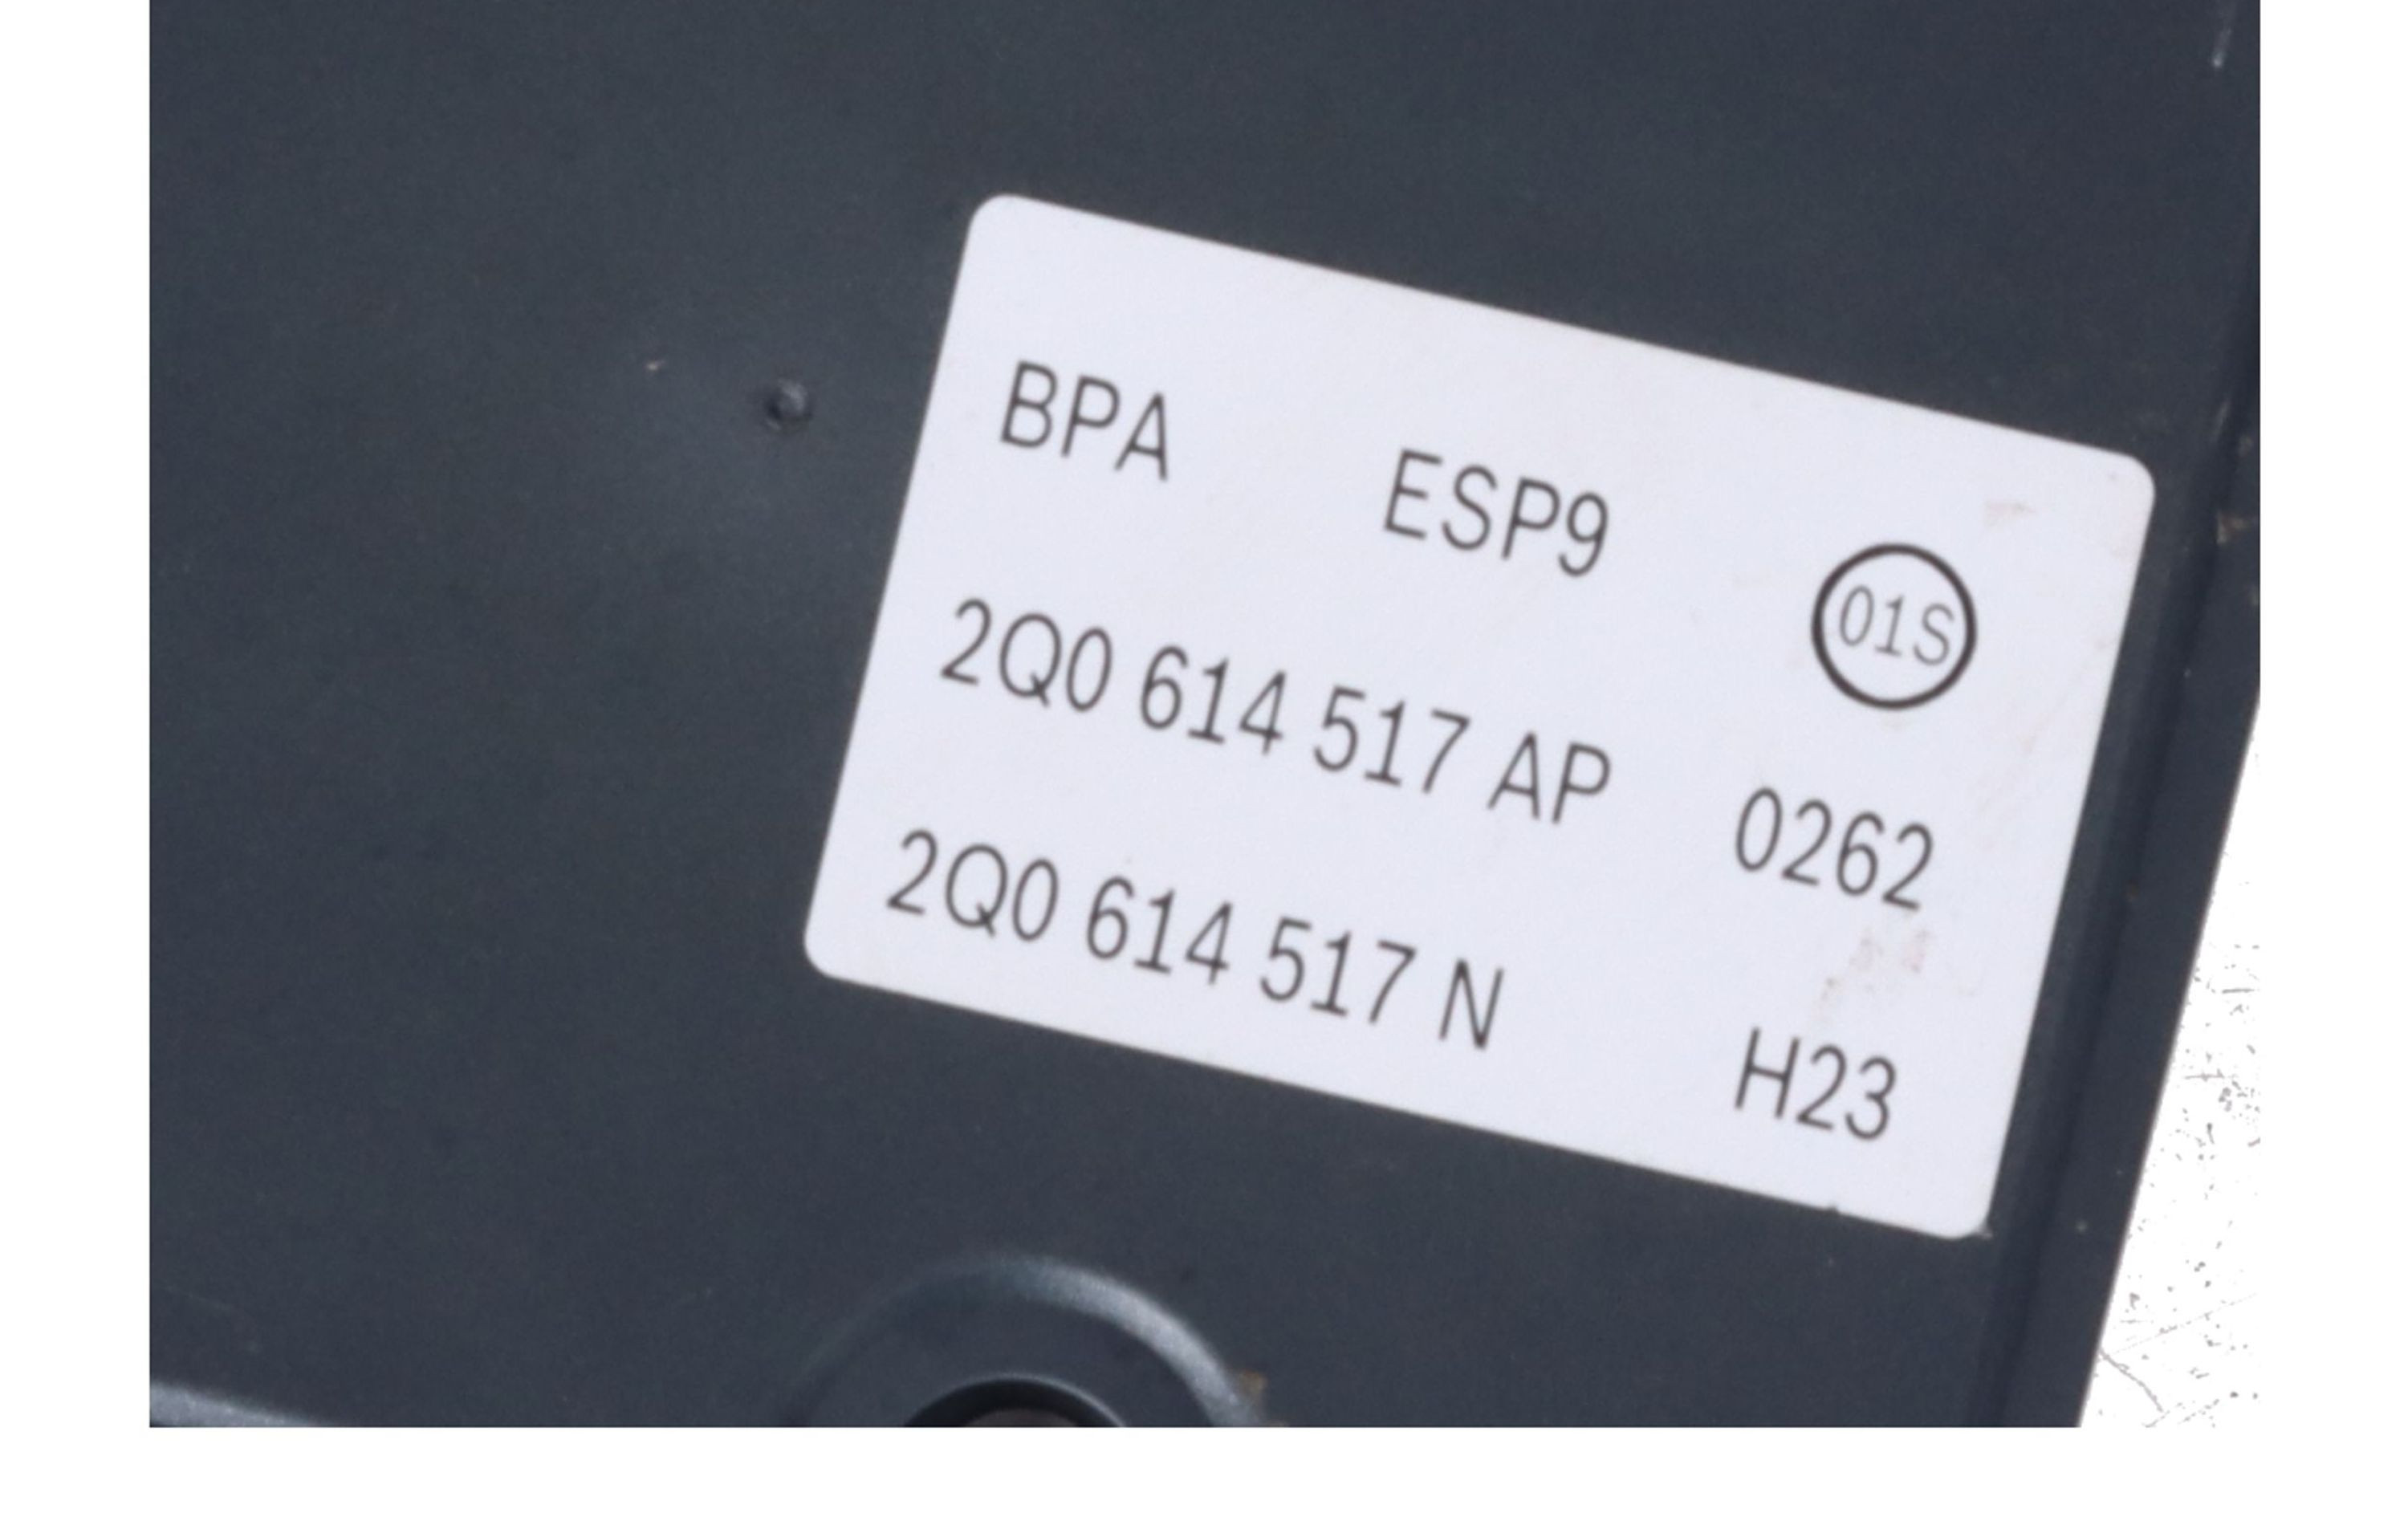 BPA ESP9 01S
2Q0 614 517 AP 0262
2Q0 614 517 N H23